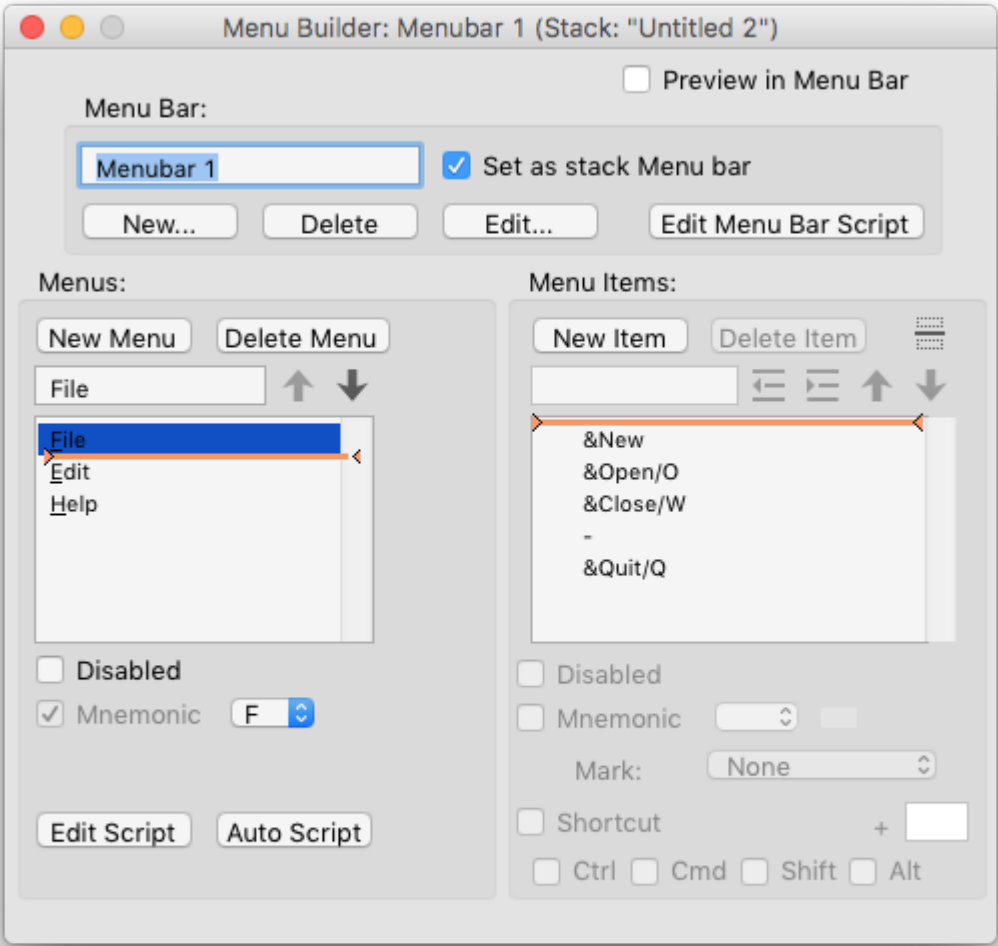 Menu Builder: Menubar 1 (Stack: "Untitled 2")
Preview in Menu Bar
Menu Bar:
Menubar 1
Set as stack Menu bar
New...
Delete
Edit...
Edit Menu Bar Script
Menus:
New Menu
Delete Menu
File
File
Edit
Help
Disabled
Mnemonic
F
Edit Script
Auto Script
Menu Items:
New Item
Delete Item
&New
&Open/O
&Close/W
-
&Quit/Q
Disabled
Mnemonic
Mark:
None
Shortcut
+
Ctrl
Cmd
Shift
Alt